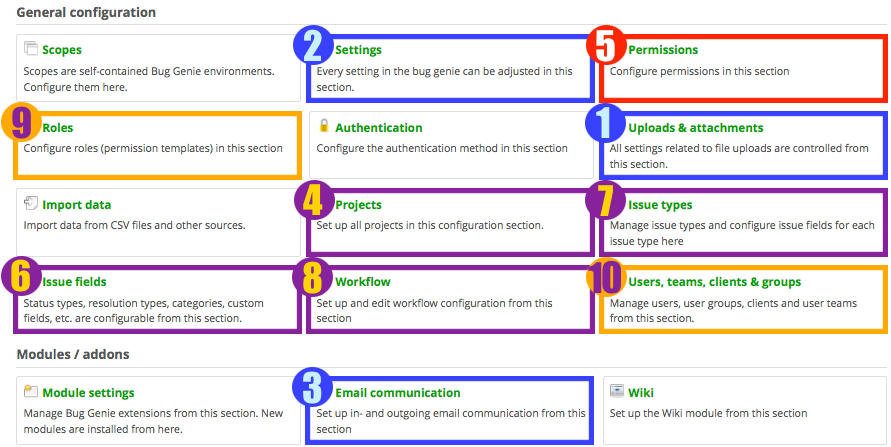 General configuration
Scopes
Scopes are self-contained Bug Genie environments.
Configure them here.
2
Settings
Every setting in the bug genie can be adjusted in this
section.
5
Permissions
Configure permissions in this section
9
Roles
Configure roles (permission templates) in this section
Authentication
Configure the authentication method in this section
1
Uploads & attachments
All settings related to file uploads are controlled from
this section.
Import data
Import data from CSV files and other sources.
4
Projects
Set up all projects in this configuration section.
7
Issue types
Manage issue types and configure issue fields for each
issue type here
6
Issue fields
Status types, resolution types, categories, custom
fields, etc. are configurable from this section.
8
Workflow
Set up and edit workflow configuration from this
section
10
Users, teams, clients & groups
Manage users, user groups, clients and user teams
from this section.
Modules / addons
Module settings
Manage Bug Genie extensions from this section. New
modules are installed from here.
3
Email communication
Set up in- and outgoing email communication from this
section
Wiki
Set up the Wiki module from this section